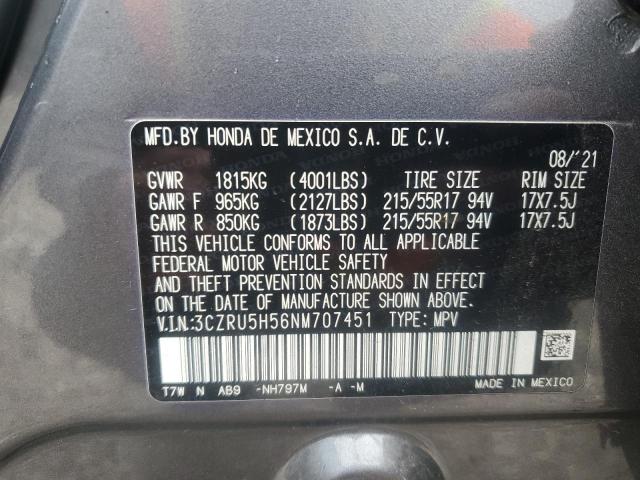 MFD.BY HONDA DE MEXICO S.A. DE C.V.
08/'21
GVWR 1815KG (4001LBS) TIRE SIZE RIM SIZE
GAWR F 965KG (2127LBS) 215/55R17 94V 17X7.5J
GAWR R 850KG (1873LBS) 215/55R17 94V 17X7.5J
THIS VEHICLE CONFORMS TO ALL APPLICABLE
FEDERAL MOTOR VEHICLE SAFETY
AND THEFT PREVENTION STANDARDS IN EFFECT
ON THE DATE OF MANUFACTURE SHOWN ABOVE.
V.I.N.:3CZRU5H56NM707451 TYPE: MPV
T7W N AB9 -NH797M -A -M
MADE IN MEXICO